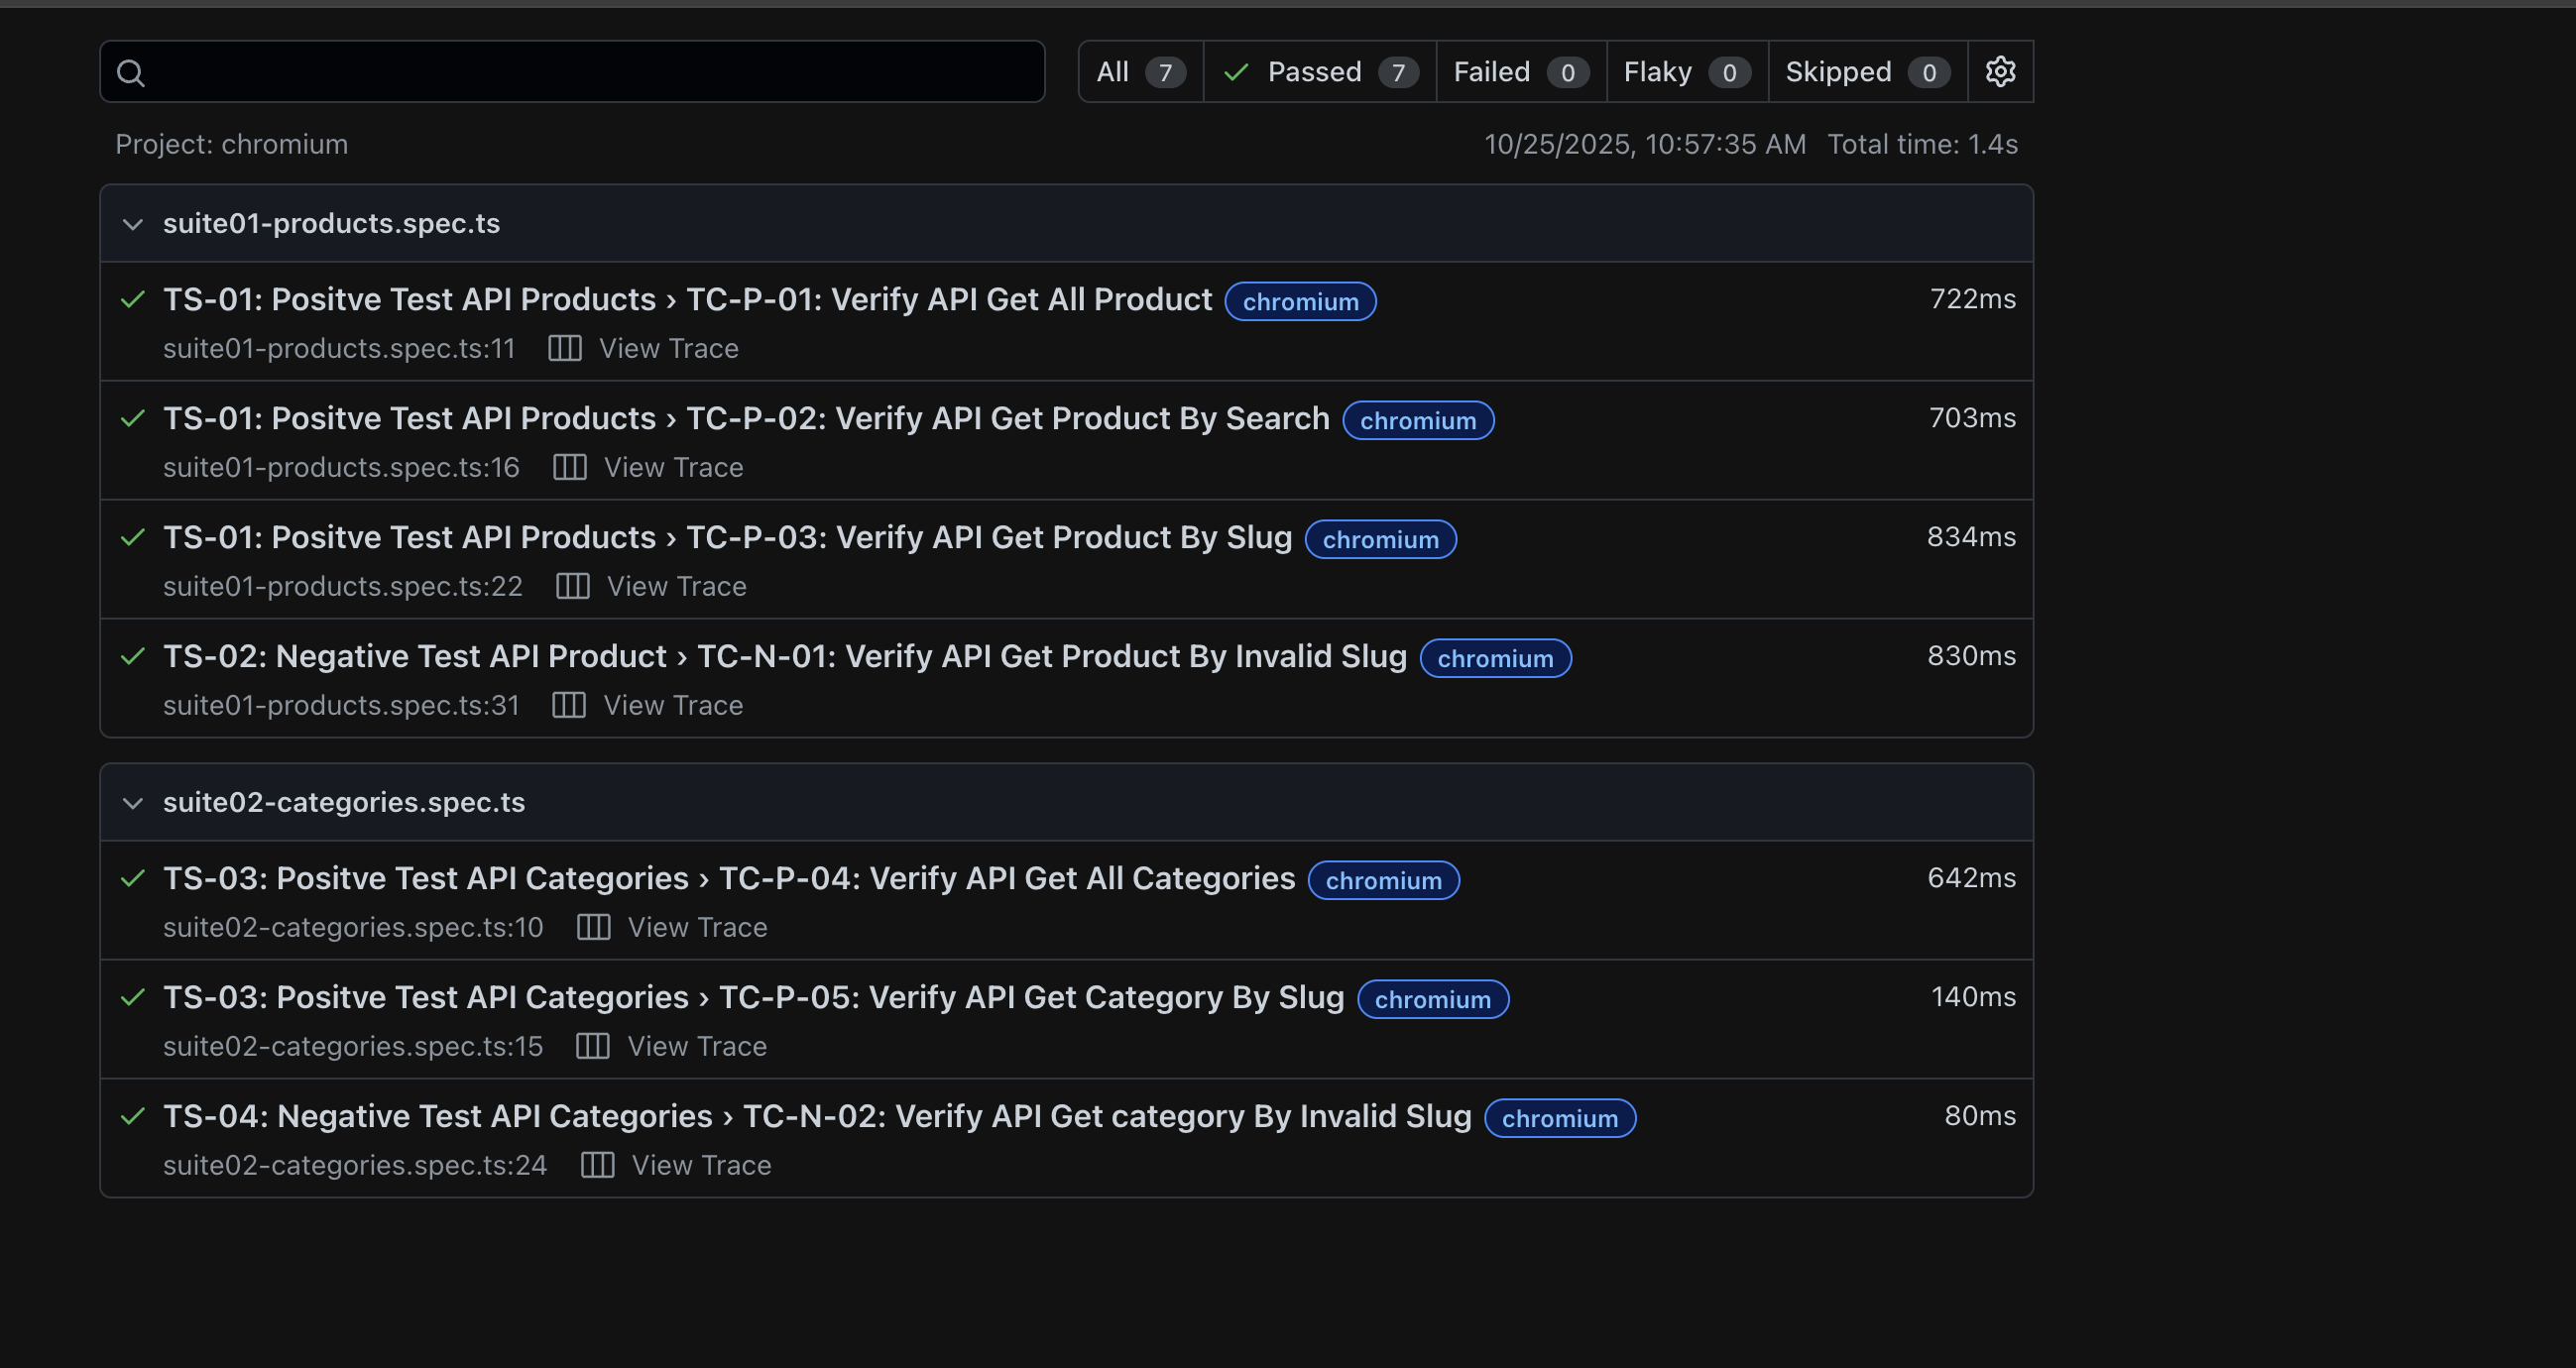 All 7 Passed 7 Failed 0 Flaky 0 Skipped 0
Project: chromium 10/25/2025, 10:57:35 AM Total time: 1.4s
suite01-products.spec.ts
TS-01: Positve Test API Products › TC-P-01: Verify API Get All Product chromium 722ms
suite01-products.spec.ts:11 View Trace
TS-01: Positve Test API Products › TC-P-02: Verify API Get Product By Search chromium 703ms
suite01-products.spec.ts:16 View Trace
TS-01: Positve Test API Products › TC-P-03: Verify API Get Product By Slug chromium 834ms
suite01-products.spec.ts:22 View Trace
TS-02: Negative Test API Product › TC-N-01: Verify API Get Product By Invalid Slug chromium 830ms
suite01-products.spec.ts:31 View Trace
suite02-categories.spec.ts
TS-03: Positve Test API Categories › TC-P-04: Verify API Get All Categories chromium 642ms
suite02-categories.spec.ts:10 View Trace
TS-03: Positve Test API Categories › TC-P-05: Verify API Get Category By Slug chromium 140ms
suite02-categories.spec.ts:15 View Trace
TS-04: Negative Test API Categories › TC-N-02: Verify API Get category By Invalid Slug chromium 80ms
suite02-categories.spec.ts:24 View Trace